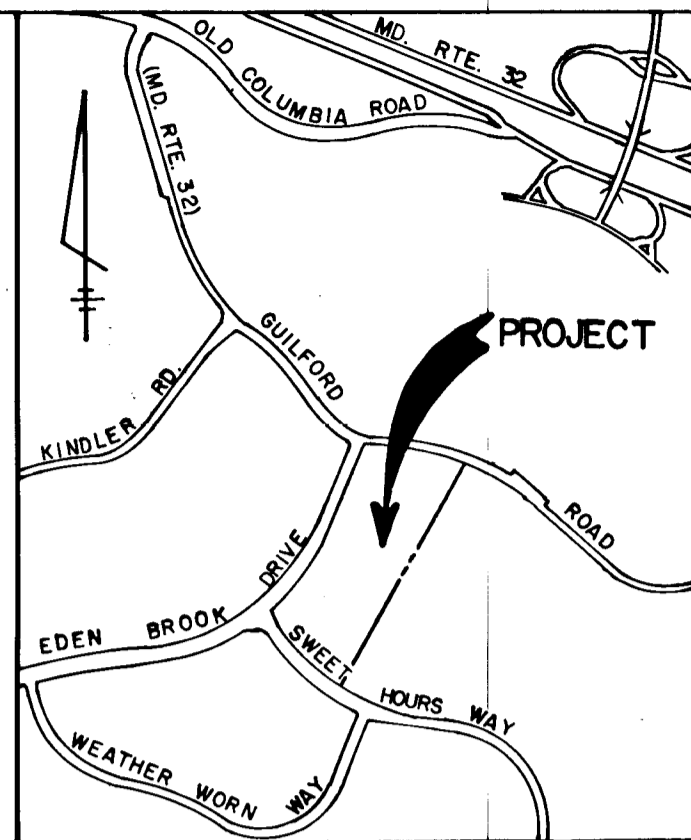 MD. RTE. 32
OLD COLUMBIA ROAD
(MD. RTE. 32)
GUILFORD ROAD
PROJECT
KINDLER RD.
EDEN BROOK DRIVE
SWEET HOURS WAY
WEATHER WORN WAY